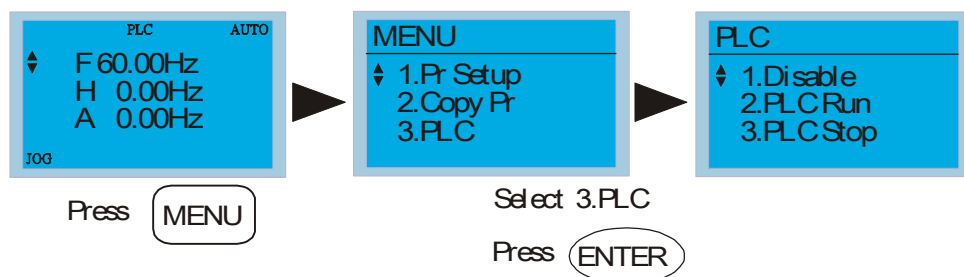 PLC AUTO
F 60.00Hz
H 0.00Hz
A 0.00Hz
JOG
Press MENU
MENU
1.Pr Setup
2.Copy Pr
3.PLC
Select 3.PLC
Press ENTER
PLC
1.Disable
2.PLC Run
3.PLC Stop